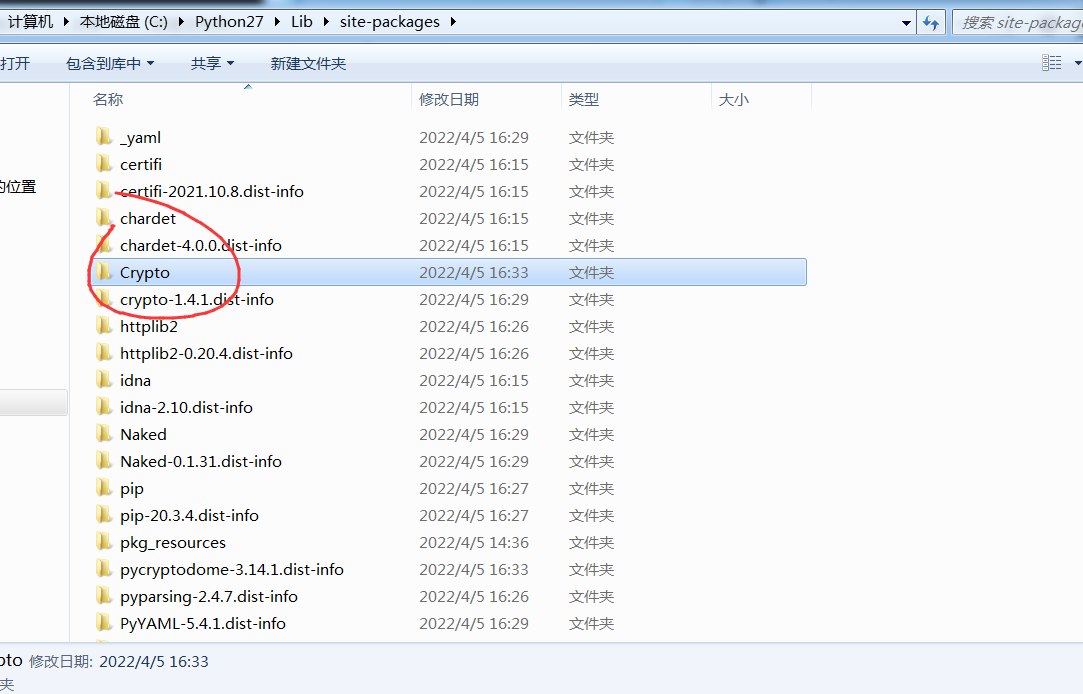 计算机 ▸ 本地磁盘 (C:) ▸ Python27 ▸ Lib ▸ site-packages ▸ 搜索 site-package
打开 包含到库中 共享 新建文件夹
名称 修改日期 类型 大小
_yaml 2022/4/5 16:29 文件夹
certifi 2022/4/5 16:15 文件夹
的位置
certifi-2021.10.8.dist-info 2022/4/5 16:15 文件夹
chardet 2022/4/5 16:15 文件夹
chardet-4.0.0.dist-info 2022/4/5 16:15 文件夹
Crypto 2022/4/5 16:33 文件夹
crypto-1.4.1.dist-info 2022/4/5 16:29 文件夹
httplib2 2022/4/5 16:26 文件夹
httplib2-0.20.4.dist-info 2022/4/5 16:26 文件夹
idna 2022/4/5 16:15 文件夹
idna-2.10.dist-info 2022/4/5 16:15 文件夹
Naked 2022/4/5 16:29 文件夹
Naked-0.1.31.dist-info 2022/4/5 16:29 文件夹
pip 2022/4/5 16:27 文件夹
pip-20.3.4.dist-info 2022/4/5 16:27 文件夹
pkg_resources 2022/4/5 14:36 文件夹
pycryptodome-3.14.1.dist-info 2022/4/5 16:33 文件夹
pyparsing-2.4.7.dist-info 2022/4/5 16:26 文件夹
PyYAML-5.4.1.dist-info 2022/4/5 16:29 文件夹
pto 修改日期: 2022/4/5 16:33
夹